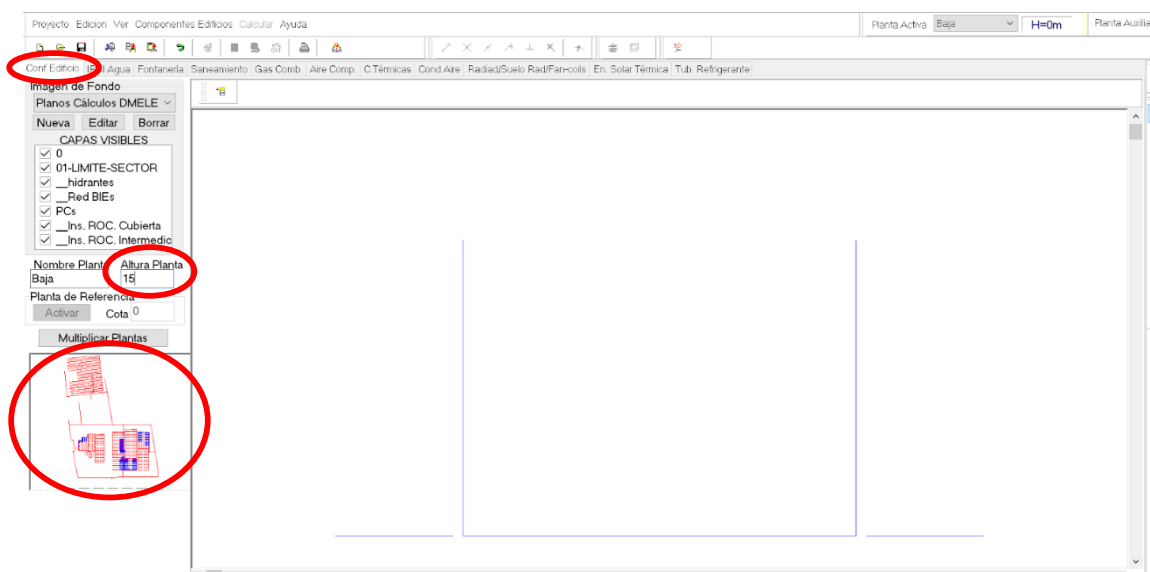 Proyecto Edicion Ver Componentes Edificios Calcular Ayuda
Planta Activa Baja H=0m Planta Auxilia
Conf.Edificio Agua Fontanería Saneamiento Gas Comb. Aire Comp. C.Térmicas Cond.Aire Radiad/Suelo Rad/Fan-coils En. Solar Térmica Tub. Refrigerante
Imagen de Fondo
Planos Cálculos DMELE
Nueva Editar Borrar
CAPAS VISIBLES
0
01-LIMITE-SECTOR
__hidrantes
__Red BIEs
PCs
__Ins. ROC. Cubierta
__Ins. ROC. Intermedio
Nombre Planta Altura Planta
Baja 15
Planta de Referencia
Activar Cota 0
Multiplicar Plantas